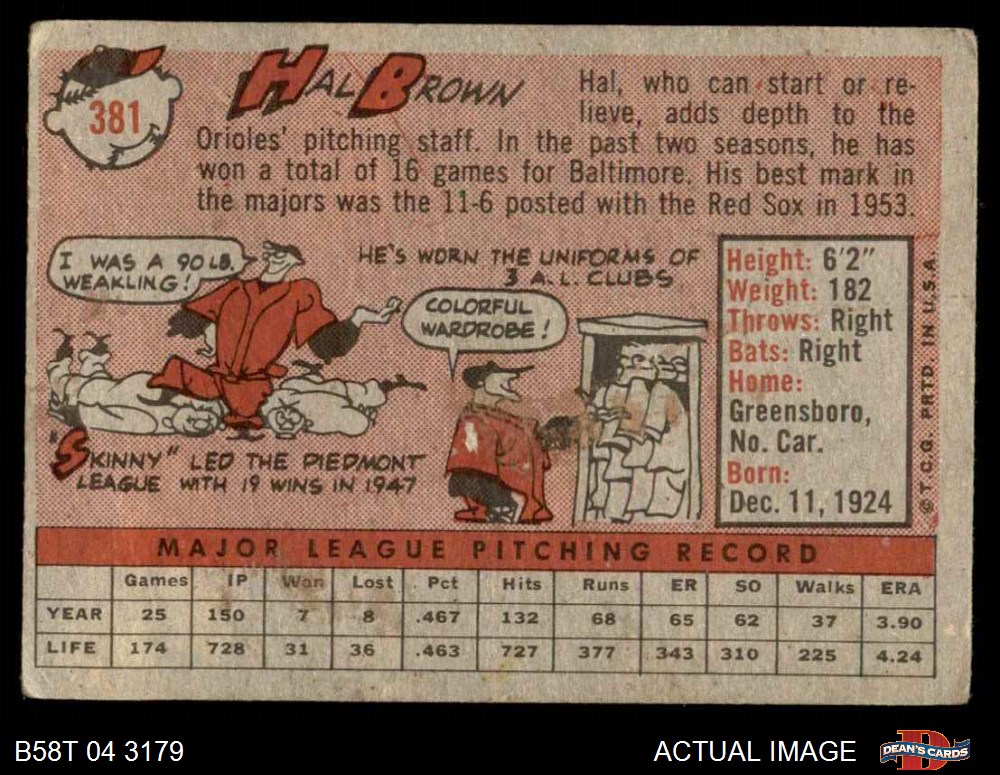 381
HAL BROWN
Hal, who can start or re-
lieve, adds depth to the
Orioles' pitching staff. In the past two seasons, he has
won a total of 16 games for Baltimore. His best mark in
the majors was the 11-6 posted with the Red Sox in 1953.
I WAS A 90 LB.
WEAKLING!
HE'S WORN THE UNIFORMS OF
3 A.L. CLUBS
COLORFUL
WARDROBE!
"SKINNY" LED THE PIEDMONT
LEAGUE WITH 19 WINS IN 1947
Height: 6'2"
Weight: 182
Throws: Right
Bats: Right
Home:
Greensboro,
No. Car.
Born:
Dec. 11, 1924
© T.C.G. PRTD. IN U.S.A.
MAJOR LEAGUE PITCHING RECORD
Games IP Won Lost Pct Hits Runs ER SO Walks ERA
YEAR 25 150 7 8 .467 132 68 65 62 37 3.90
LIFE 174 728 31 36 .463 727 377 343 310 225 4.24
B58T 04 3179
ACTUAL IMAGE
DEAN'S CARDS